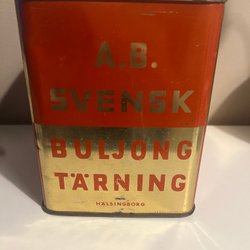 A.B.
SVENSK
BULJONG
TÄRNING
HÄLSINGBORG